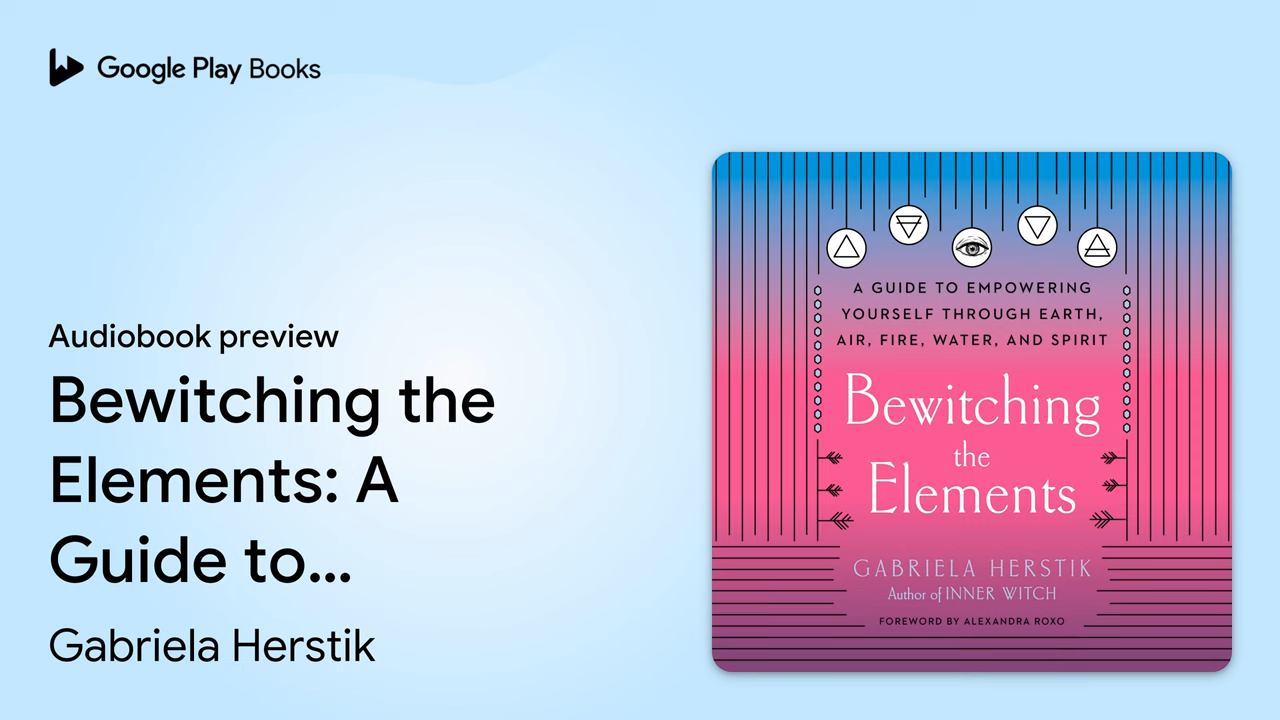 Google Play Books
Audiobook preview
Bewitching the
Elements: A
Guide to...
Gabriela Herstik
A GUIDE TO EMPOWERING
YOURSELF THROUGH EARTH,
AIR, FIRE, WATER, AND SPIRIT
Bewitching
the
Elements
GABRIELA HERSTIK
Author of INNER WITCH
FOREWORD BY ALEXANDRA ROXO